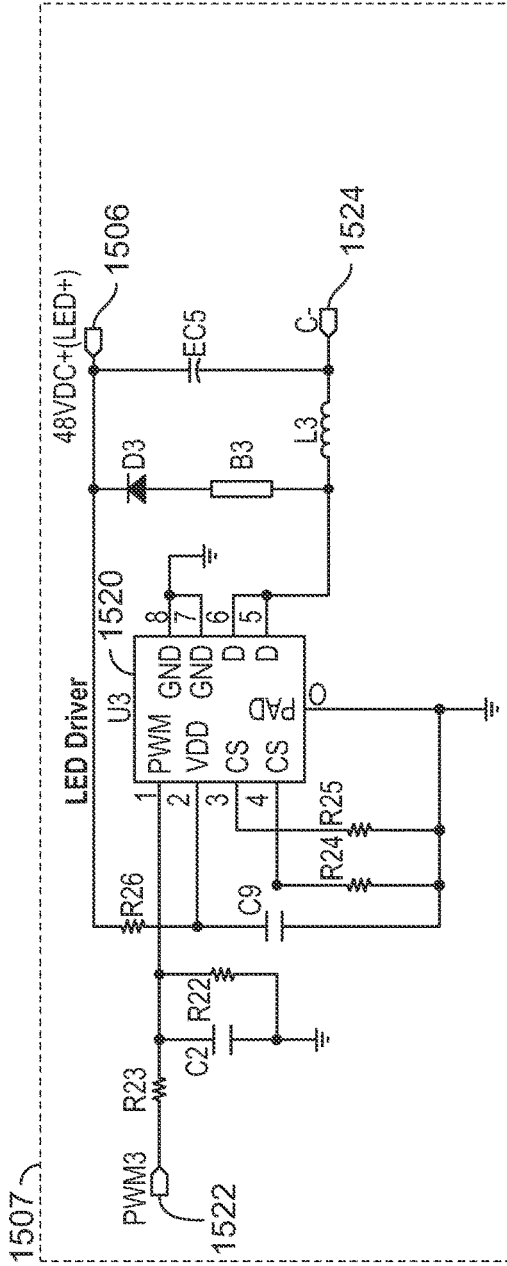 1507
LED Driver
48VDC+(LED+)
1506
PWM3
1522
R23
C2
R22
R26
C9
R24
R25
U3
1520
1
PWM
2
VDD
3
CS
4
CS
8
GND
7
GND
6
D
5
D
PAD
O
D3
B3
EC5
L3
C-
1524